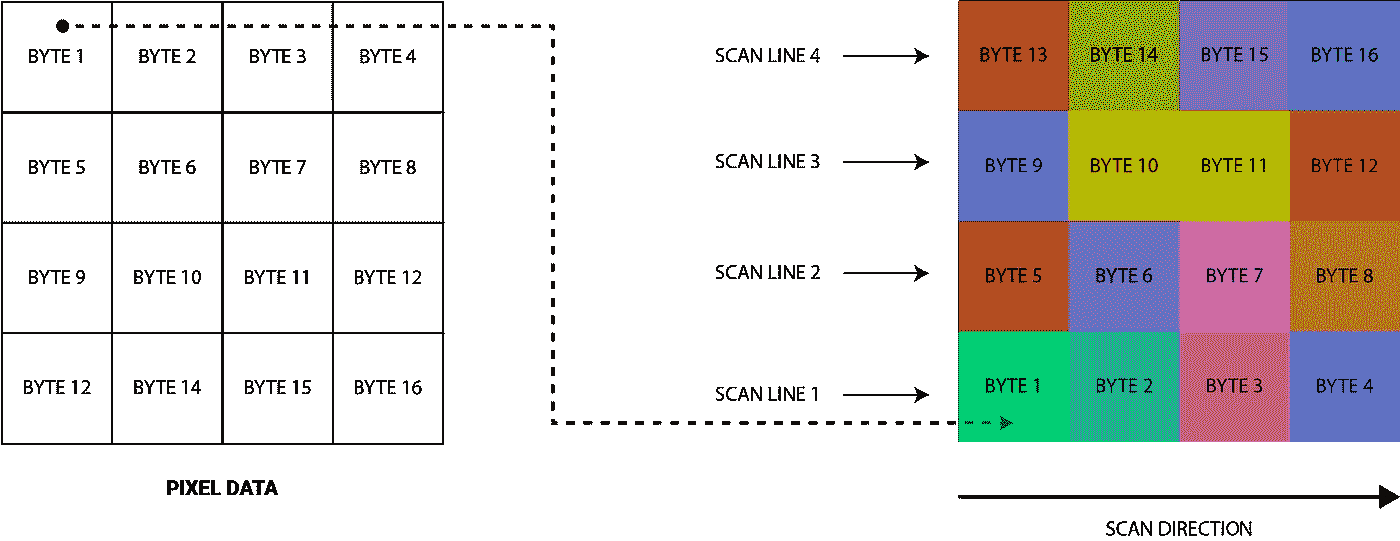 BYTE 1 BYTE 2 BYTE 3 BYTE 4
BYTE 5 BYTE 6 BYTE 7 BYTE 8
BYTE 9 BYTE 10 BYTE 11 BYTE 12
BYTE 12 BYTE 14 BYTE 15 BYTE 16
PIXEL DATA
SCAN LINE 4 BYTE 13 BYTE 14 BYTE 15 BYTE 16
SCAN LINE 3 BYTE 9 BYTE 10 BYTE 11 BYTE 12
SCAN LINE 2 BYTE 5 BYTE 6 BYTE 7 BYTE 8
SCAN LINE 1 BYTE 1 BYTE 2 BYTE 3 BYTE 4
SCAN DIRECTION